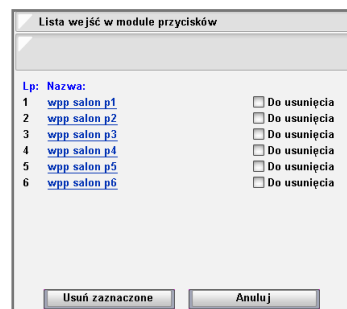 Lista wejść w module przycisków
Lp: Nazwa:
1 wpp salon p1 Do usunięcia
2 wpp salon p2 Do usunięcia
3 wpp salon p3 Do usunięcia
4 wpp salon p4 Do usunięcia
5 wpp salon p5 Do usunięcia
6 wpp salon p6 Do usunięcia
Usuń zaznaczone Anuluj